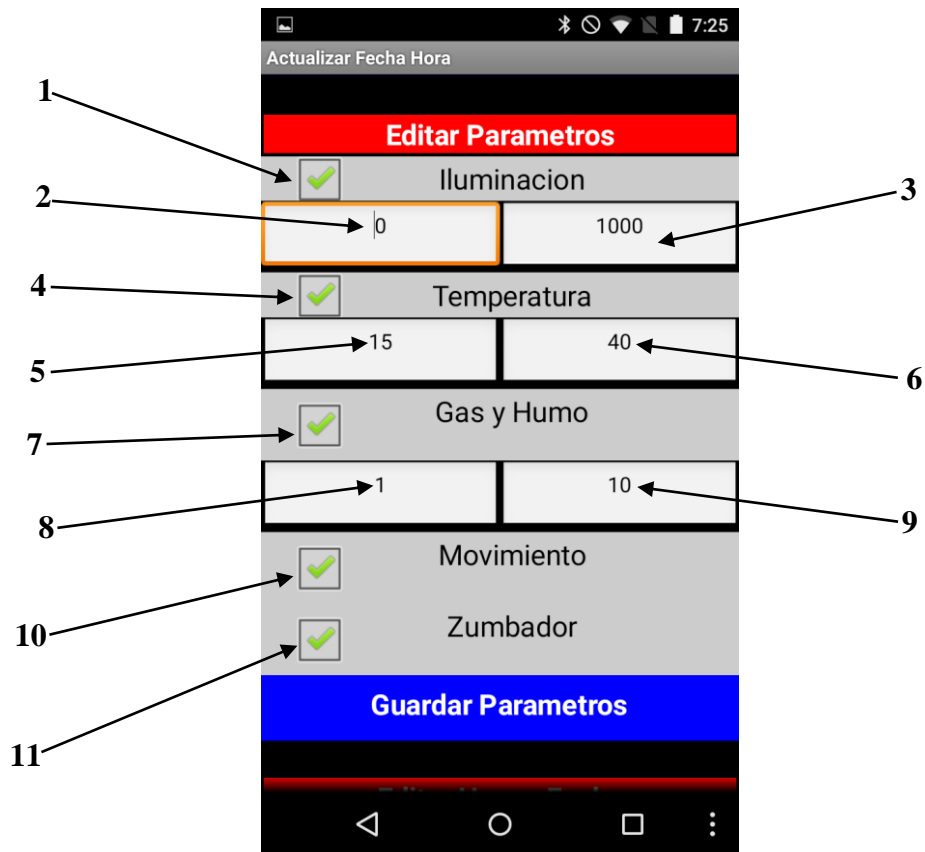 7:25
Actualizar Fecha Hora
1
Editar Parametros
Iluminacion
2
0
1000
3
4
Temperatura
5
15
40
6
7
Gas y Humo
8
1
10
9
10
Movimiento
11
Zumbador
Guardar Parametros